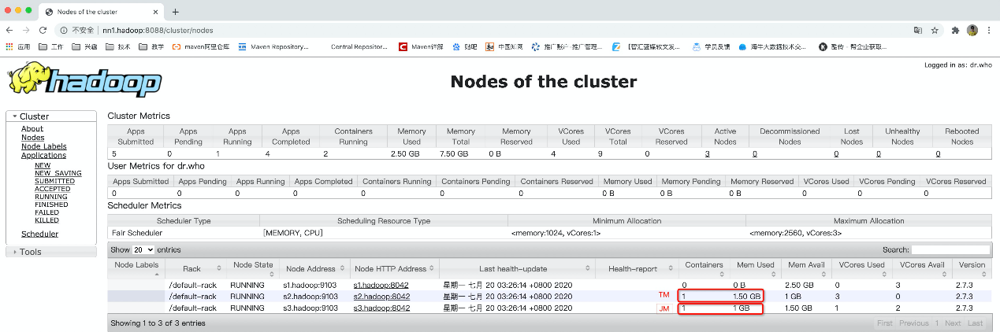 Nodes of the cluster
不安全 | nn1.hadoop:8088/cluster/nodes
应用 工作 兴趣 技术 教学 maven阿里仓库 Maven Repository... Central Repositor... Maven详解 贴吧 中国知网 推广账户-推广管理... 【智汇蓝媒软文发... 学员反馈 海牛大数据技术交... 酷传 - 帮企业获取...
Logged in as: dr.who
hadoop
Nodes of the cluster
Cluster
About
Nodes
Node Labels
Applications
NEW
NEW_SAVING
SUBMITTED
ACCEPTED
RUNNING
FINISHED
FAILED
KILLED
Scheduler
Tools
Cluster Metrics
Apps Submitted Apps Pending Apps Running Apps Completed Containers Running Memory Used Memory Total Memory Reserved VCores Used VCores Total VCores Reserved Active Nodes Decommissioned Nodes Lost Nodes Unhealthy Nodes Rebooted Nodes
5 0 1 4 2 2.50 GB 7.50 GB 0 B 4 9 0 3 0 0 0 0
User Metrics for dr.who
Apps Submitted Apps Pending Apps Running Apps Completed Containers Running Containers Pending Containers Reserved Memory Used Memory Pending Memory Reserved VCores Used VCores Pending VCores Reserved
0 0 0 0 0 0 0 0 B 0 B 0 B 0 0 0
Scheduler Metrics
Scheduler Type Scheduling Resource Type Minimum Allocation Maximum Allocation
Fair Scheduler [MEMORY, CPU] <memory:1024, vCores:1> <memory:2560, vCores:3>
Show 20 entries Search:
Node Labels Rack Node State Node Address Node HTTP Address Last health-update Health-report Containers Mem Used Mem Avail VCores Used VCores Avail Version
/default-rack RUNNING s1.hadoop:9103 s1.hadoop:8042 星期一 七月 20 03:26:14 +0800 2020 0 0 B 2.50 GB 0 3 2.7.3
/default-rack RUNNING s2.hadoop:9103 s2.hadoop:8042 星期一 七月 20 03:26:14 +0800 2020 TM 1 1.50 GB 1 GB 3 0 2.7.3
/default-rack RUNNING s3.hadoop:9103 s3.hadoop:8042 星期一 七月 20 03:26:14 +0800 2020 JM 1 1 GB 1.50 GB 1 2 2.7.3
Showing 1 to 3 of 3 entries First Previous 1 Next Last